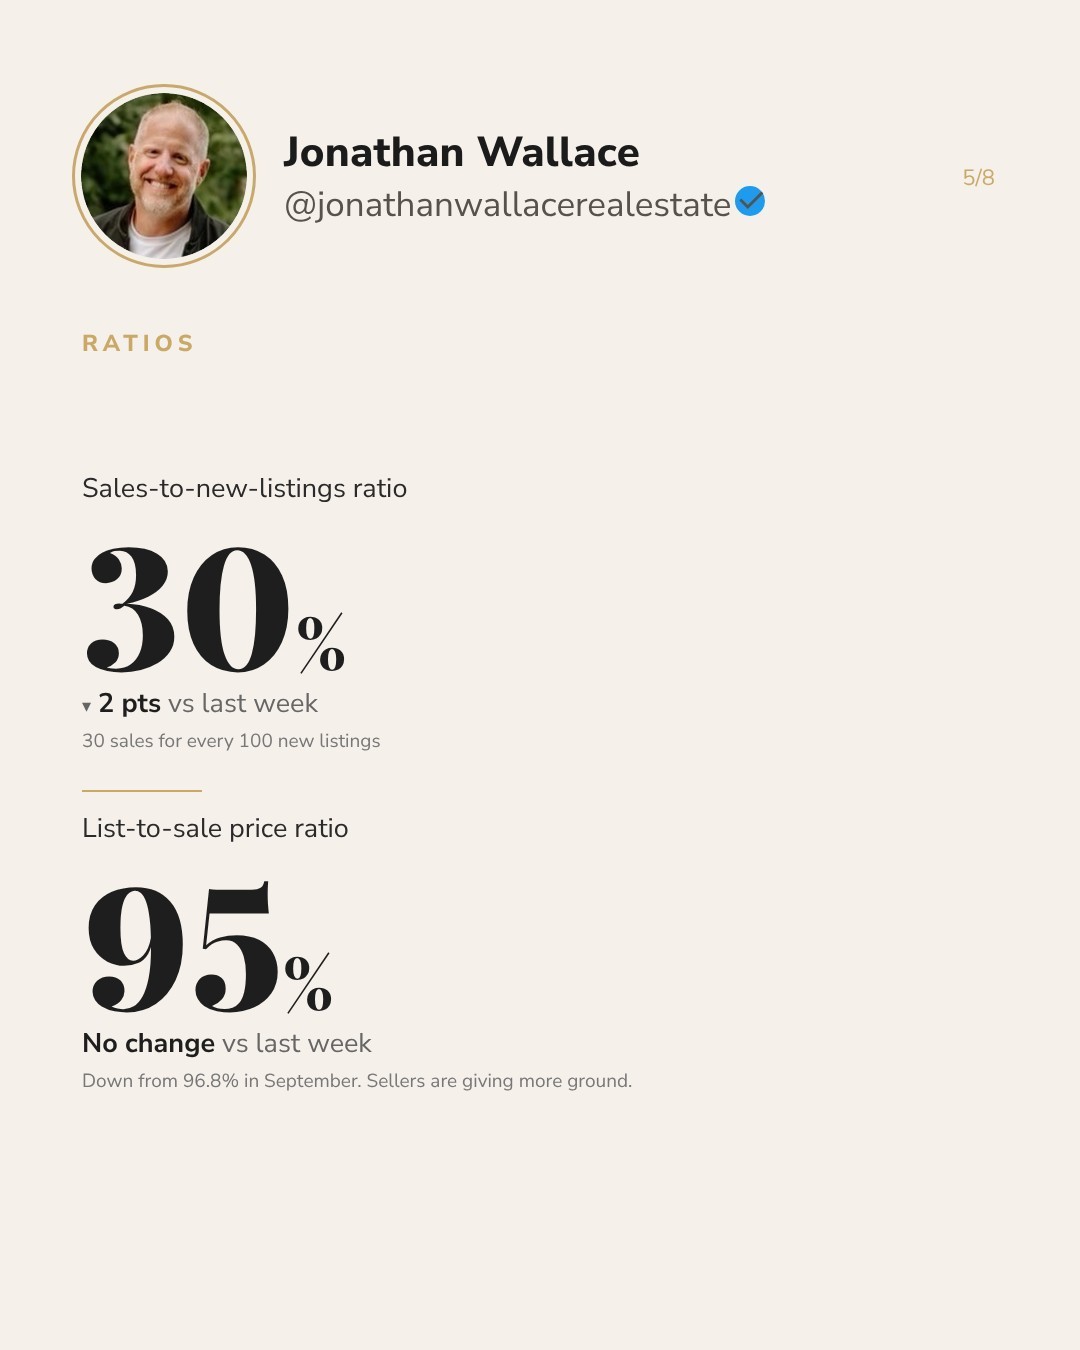 Jonathan Wallace
@jonathanwallacerealestate
5/8
RATIOS
Sales-to-new-listings ratio
30%
▼ 2 pts vs last week
30 sales for every 100 new listings
List-to-sale price ratio
95%
No change vs last week
Down from 96.8% in September. Sellers are giving more ground.